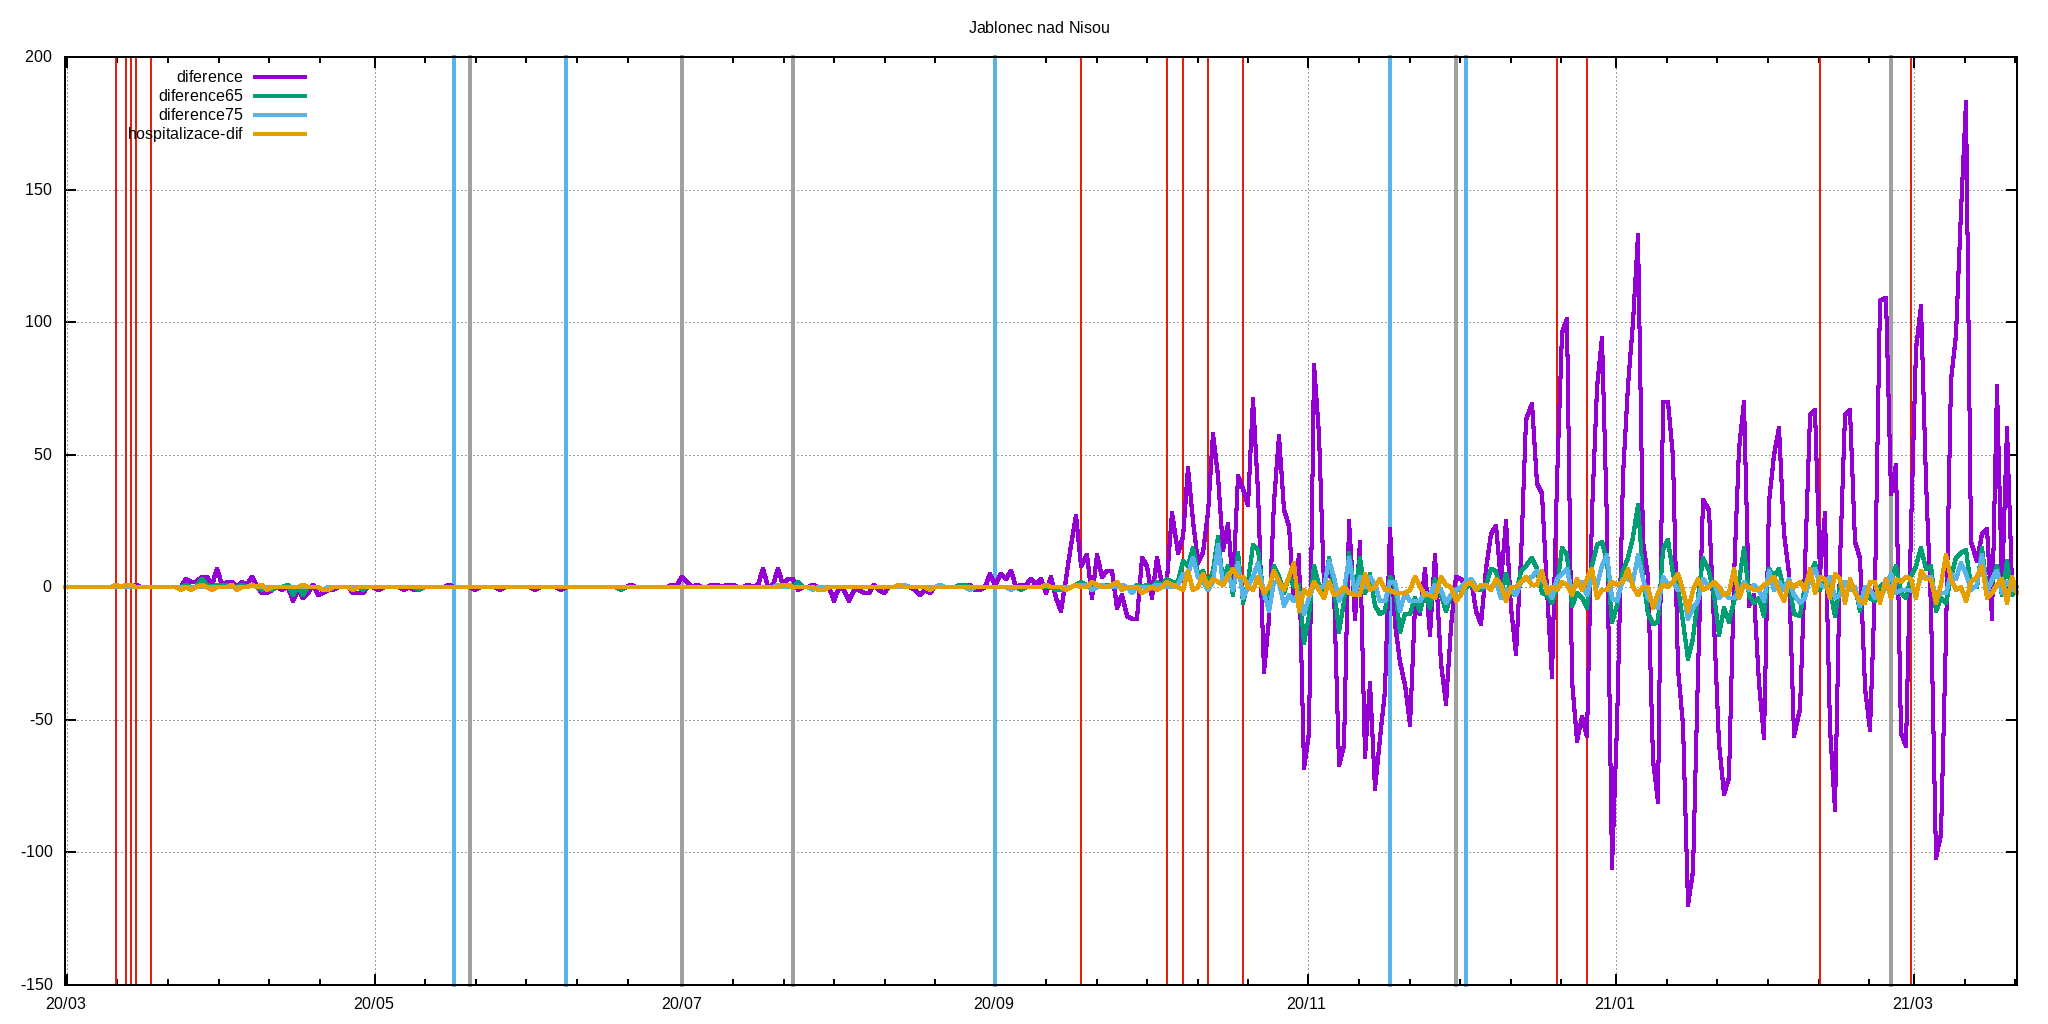 Jablonec nad Nisou
200
150
100
50
0
-50
-100
-150
diference
diference65
diference75
hospitalizace-dif
20/03 20/05 20/07 20/09 20/11 21/01 21/03